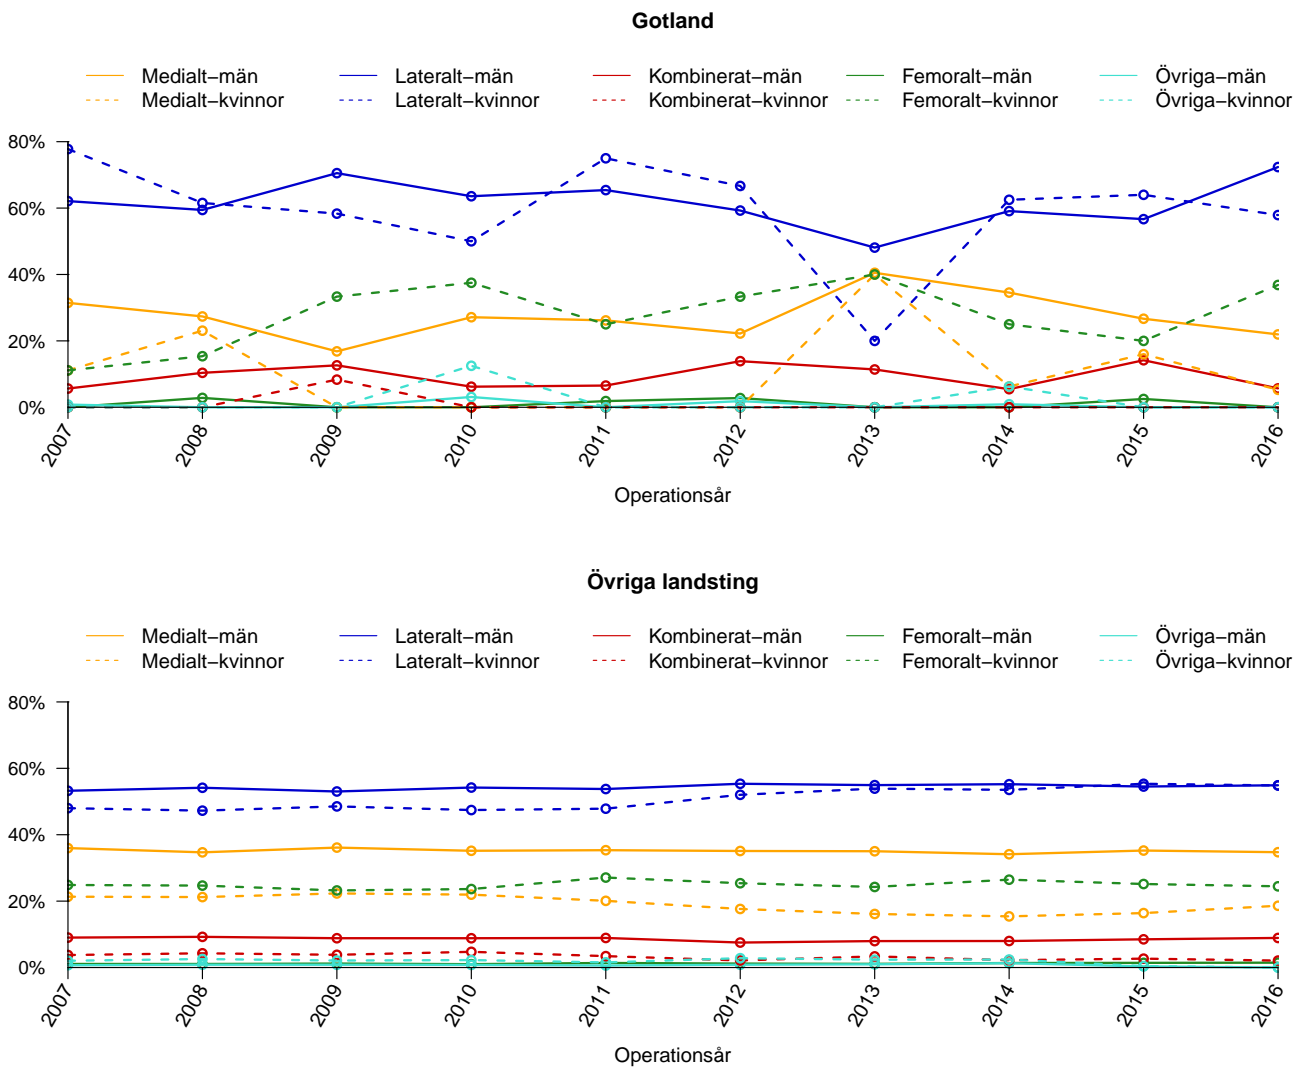 Gotland
Medialt−män Lateralt−män Kombinerat−män Femoralt−män Övriga−män
Medialt−kvinnor Lateralt−kvinnor Kombinerat−kvinnor Femoralt−kvinnor Övriga−kvinnor
80%
60%
40%
20%
0%
2007 2008 2009 2010 2011 2012 2013 2014 2015 2016
Operationsår
Övriga landsting
Medialt−män Lateralt−män Kombinerat−män Femoralt−män Övriga−män
Medialt−kvinnor Lateralt−kvinnor Kombinerat−kvinnor Femoralt−kvinnor Övriga−kvinnor
80%
60%
40%
20%
0%
2007 2008 2009 2010 2011 2012 2013 2014 2015 2016
Operationsår